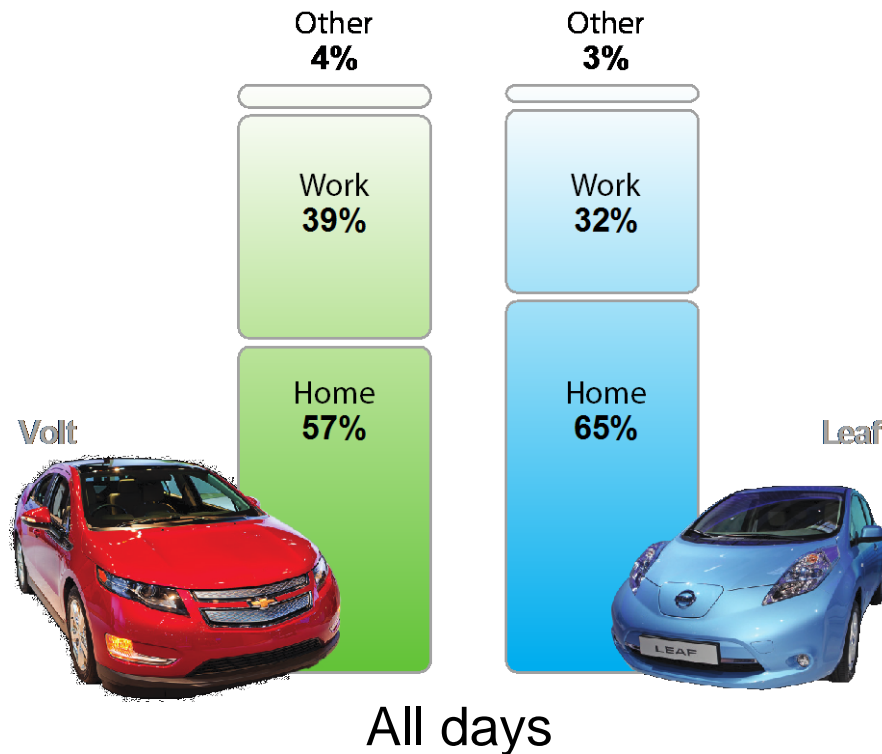 Other
4%
Other
3%
Work
39%
Work
32%
Home
57%
Home
65%
Volt
Leaf
LEAF
All days